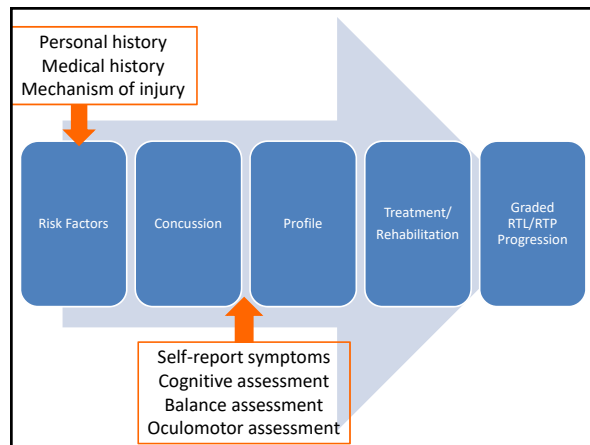 Personal history
Medical history
Mechanism of injury
Risk Factors
Concussion
Profile
Treatment/
Rehabilitation
Graded
RTL/RTP
Progression
Self-report symptoms
Cognitive assessment
Balance assessment
Oculomotor assessment